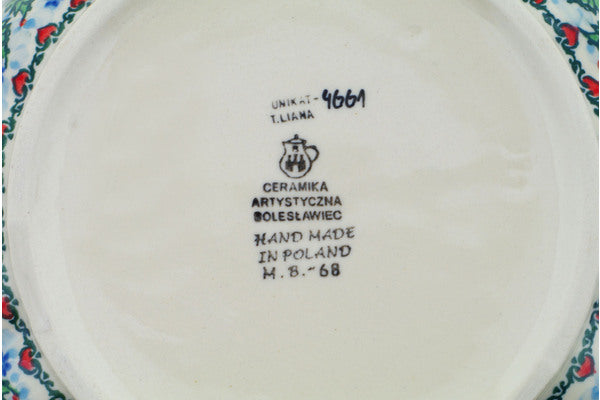 UNIKAT-4661
T.LIANA
CERAMIKA
ARTYSTYCZNA
BOLESŁAWIEC
HAND MADE
IN POLAND
M.B.-68